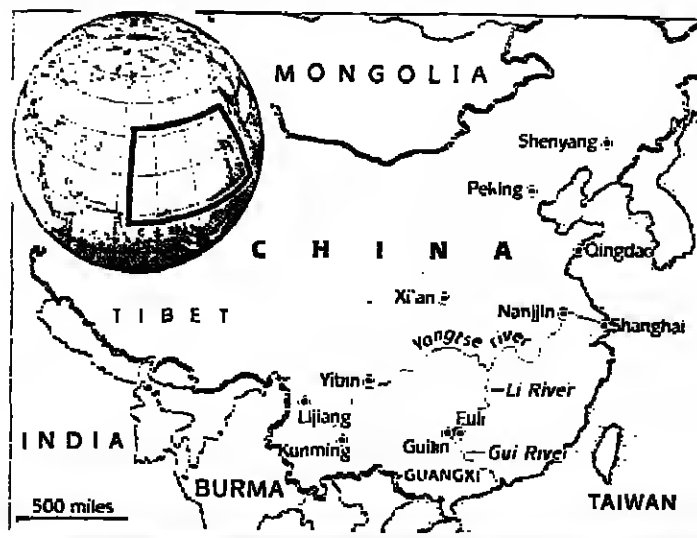 MONGOLIA
Shenyang
Peking
CHINA
Qingdao
TIBET
Xi'an
Nanjin
Shanghai
Yangtse river
Yibin
Li River
Lijiang
Fuli
INDIA
Kunming
Guilin
Gui River
GUANGXI
BURMA
500 miles
TAIWAN